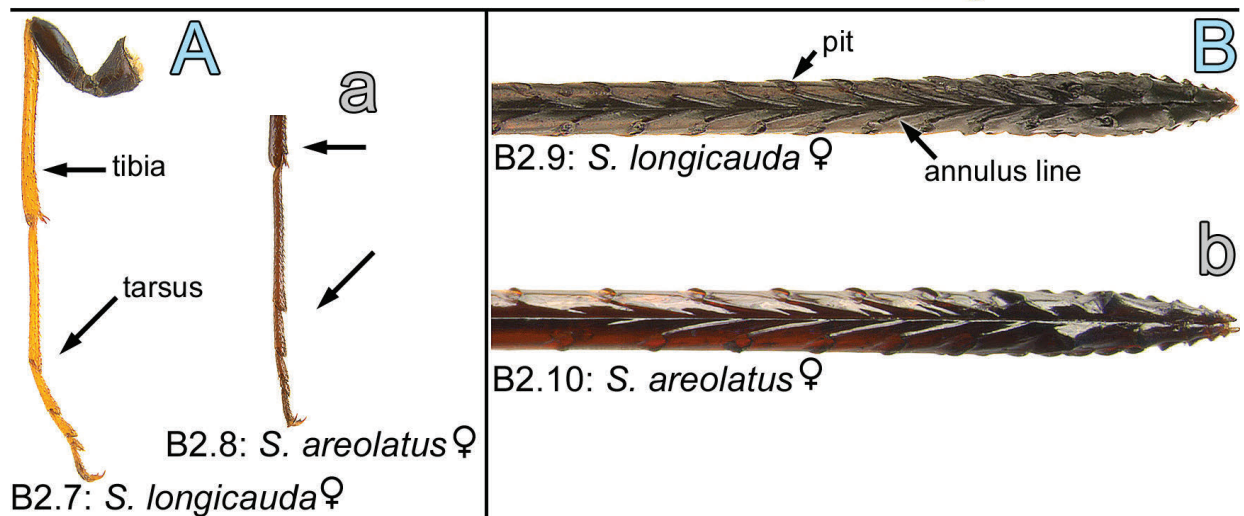 A
a
tibia
tarsus
B2.8: S. areolatus♀
B2.7: S. longicauda♀
pit
B
B2.9: S. longicauda♀
annulus line
b
B2.10: S. areolatus♀